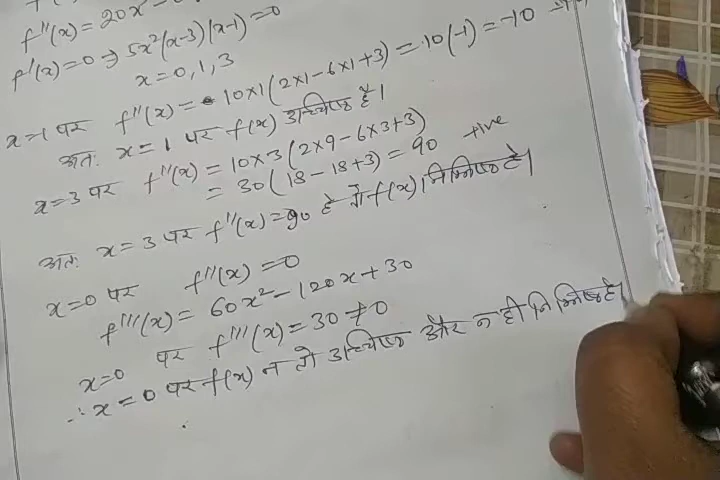 f''(x) = 20x
f'(x) = 0 ⇒ 5x²(x-3)(x-1) = 0
x = 0, 1, 3
x=1 पर f''(x) = 10×1(2×1-6×1+3) = 10(-1) = -10
अतः x = 1 पर f(x) उच्चिष्ठ है।
x = 3 पर f''(x) = 10×3(2×9-6×3+3)
= 30(18-18+3) = 90 +ive
अतः x = 3 पर f''(x) = 90 है तो f(x) निम्निष्ठ है।
x=0 पर f''(x) = 0
f'''(x) = 60x² - 120x + 30
x=0 पर f'''(x) = 30 ≠ 0
∴ x = 0 पर f(x) न तो उच्चिष्ठ और न ही निम्निष्ठ है।